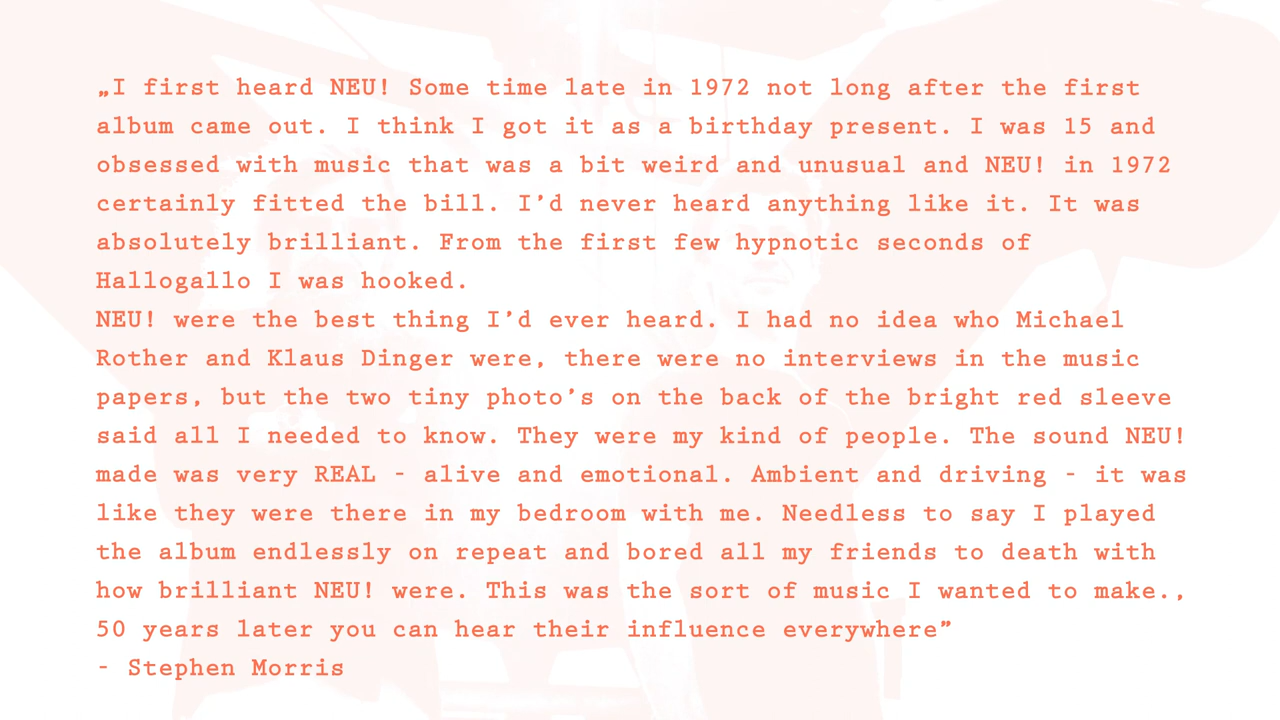 „I first heard NEU! Some time late in 1972 not long after the first
album came out. I think I got it as a birthday present. I was 15 and
obsessed with music that was a bit weird and unusual and NEU! in 1972
certainly fitted the bill. I’d never heard anything like it. It was
absolutely brilliant. From the first few hypnotic seconds of
Hallogallo I was hooked.
NEU! were the best thing I’d ever heard. I had no idea who Michael
Rother and Klaus Dinger were, there were no interviews in the music
papers, but the two tiny photo’s on the back of the bright red sleeve
said all I needed to know. They were my kind of people. The sound NEU!
made was very REAL - alive and emotional. Ambient and driving - it was
like they were there in my bedroom with me. Needless to say I played
the album endlessly on repeat and bored all my friends to death with
how brilliant NEU! were. This was the sort of music I wanted to make.,
50 years later you can hear their influence everywhere”
- Stephen Morris